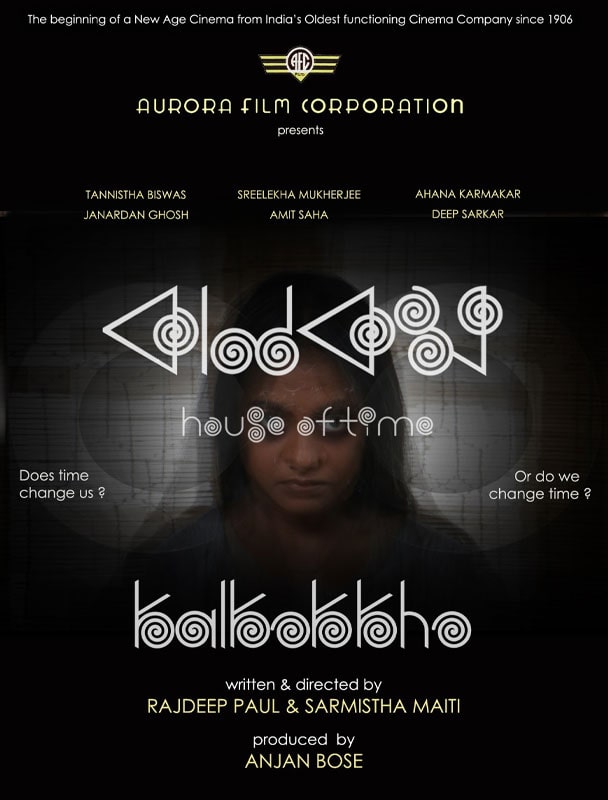 The beginning of a New Age Cinema from India's Oldest functioning Cinema Company since 1906
AFC
AURORA FILM CORPORATION
presents
TANNISTHA BISWAS SREELEKHA MUKHERJEE AHANA KARMAKAR
JANARDAN GHOSH AMIT SAHA DEEP SARKAR
কালকক্ষ
house of time
Does time
change us ?
Or do we
change time ?
kalkokkho
written & directed by
RAJDEEP PAUL & SARMISTHA MAITI
produced by
ANJAN BOSE